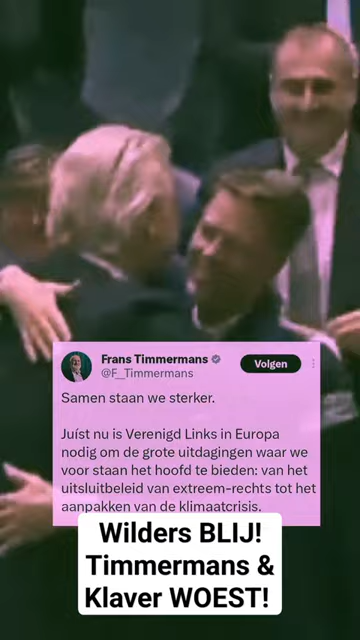 Frans Timmermans
@F_Timmermans
Volgen
Samen staan we sterker.
Juíst nu is Verenigd Links in Europa
nodig om de grote uitdagingen waar we
voor staan het hoofd te bieden: van het
uitsluitbeleid van extreem-rechts tot het
aanpakken van de klimaatcrisis.
Wilders BLIJ!
Timmermans &
Klaver WOEST!